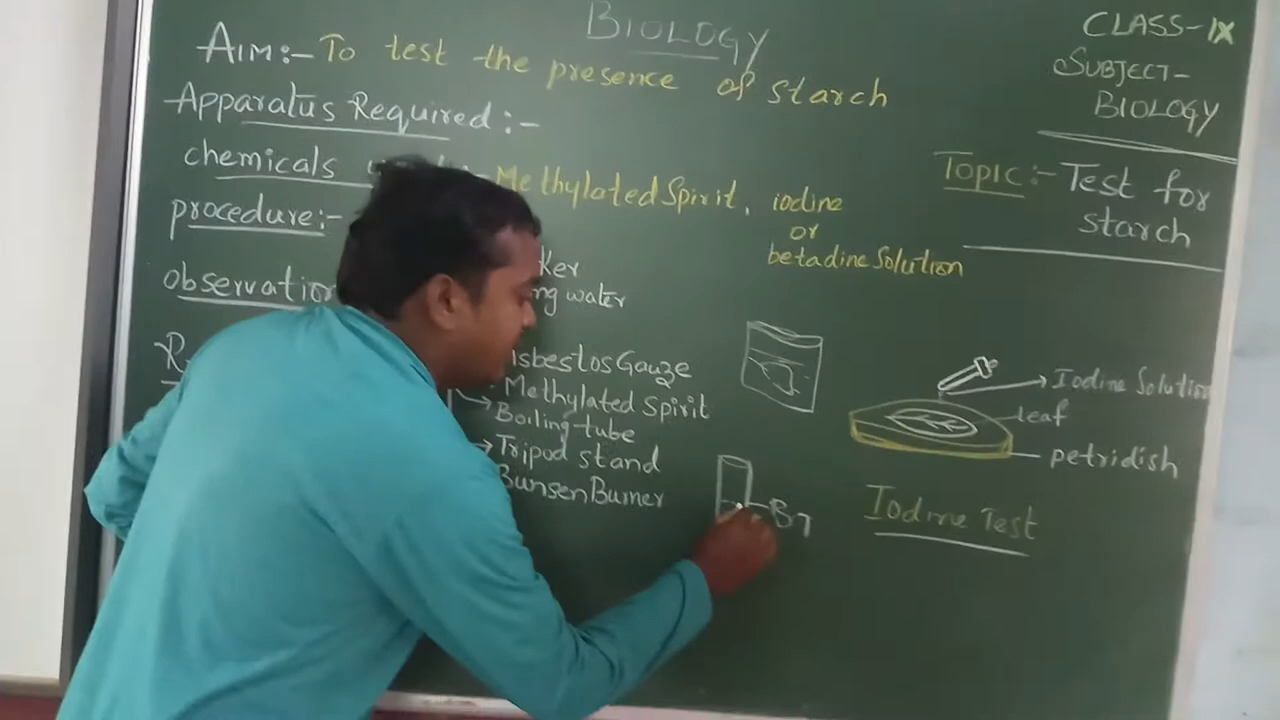 BIOLOGY
AIM:- To test the presence of starch
Apparatus Required:-
chemicals :- Methylated Spirit, iodine
or
betadine Solution
procedure:-
observation
ker
ng water
Asbestos Gauze
Methylated Spirit
Boiling tube
Tripod stand
Bunsen Burner
CLASS-IX
SUBJECT-
BIOLOGY
TOPIC:- Test for
starch
Iodine Solution
leaf
petridish
Iodine Test
BT